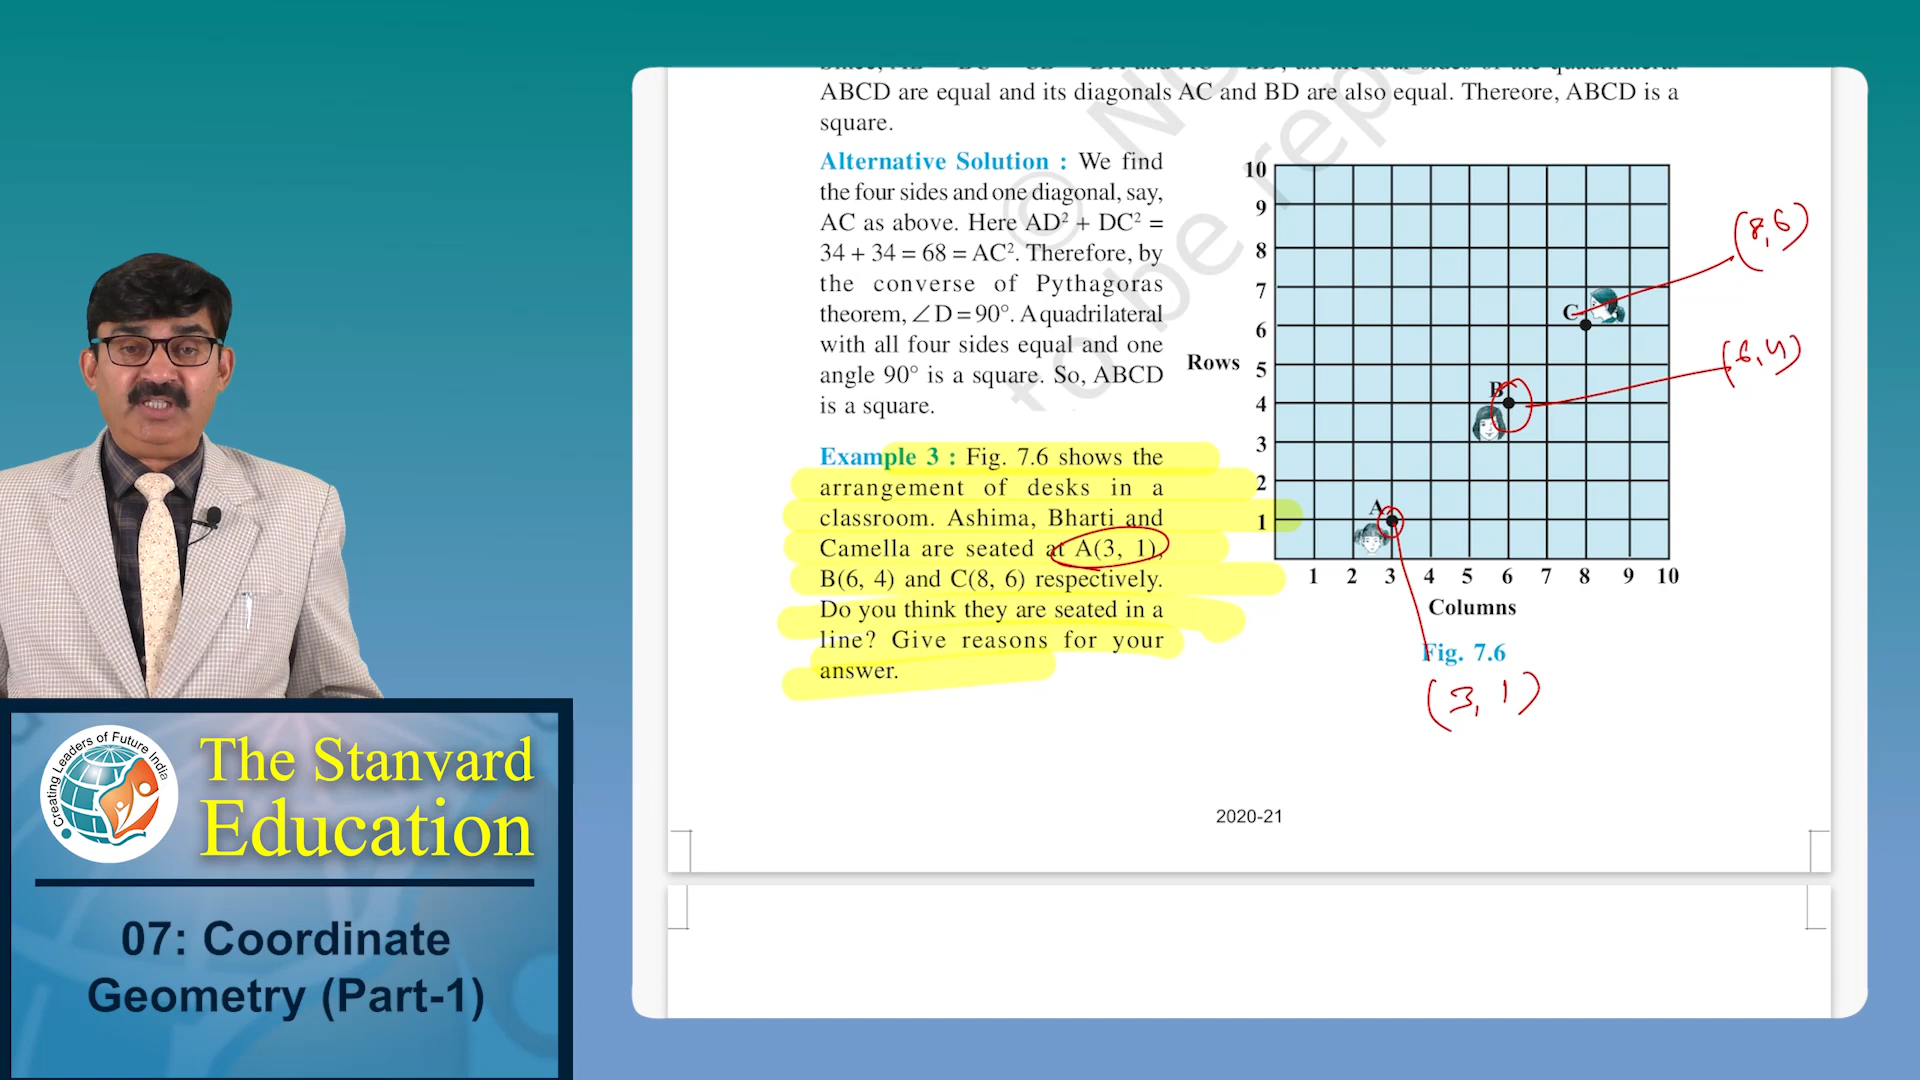 ABCD are equal and its diagonals AC and BD are also equal. Thereore, ABCD is a
square.
Alternative Solution : We find
the four sides and one diagonal, say,
AC as above. Here AD² + DC² =
34 + 34 = 68 = AC². Therefore, by
the converse of Pythagoras
theorem, ∠D = 90°. A quadrilateral
with all four sides equal and one
angle 90° is a square. So, ABCD
is a square.
Example 3 : Fig. 7.6 shows the
arrangement of desks in a
classroom. Ashima, Bharti and
Camella are seated at A(3, 1),
B(6, 4) and C(8, 6) respectively.
Do you think they are seated in a
line? Give reasons for your
answer.
10
9
8
7
6
5
4
3
2
1
Rows
C
B
A
1 2 3 4 5 6 7 8 9 10
Columns
Fig. 7.6
(8,6)
(6,4)
(3, 1)
© NC
to be repu
2020-21
Creating Leaders of Future India
The Stanvard
Education
07: Coordinate
Geometry (Part-1)